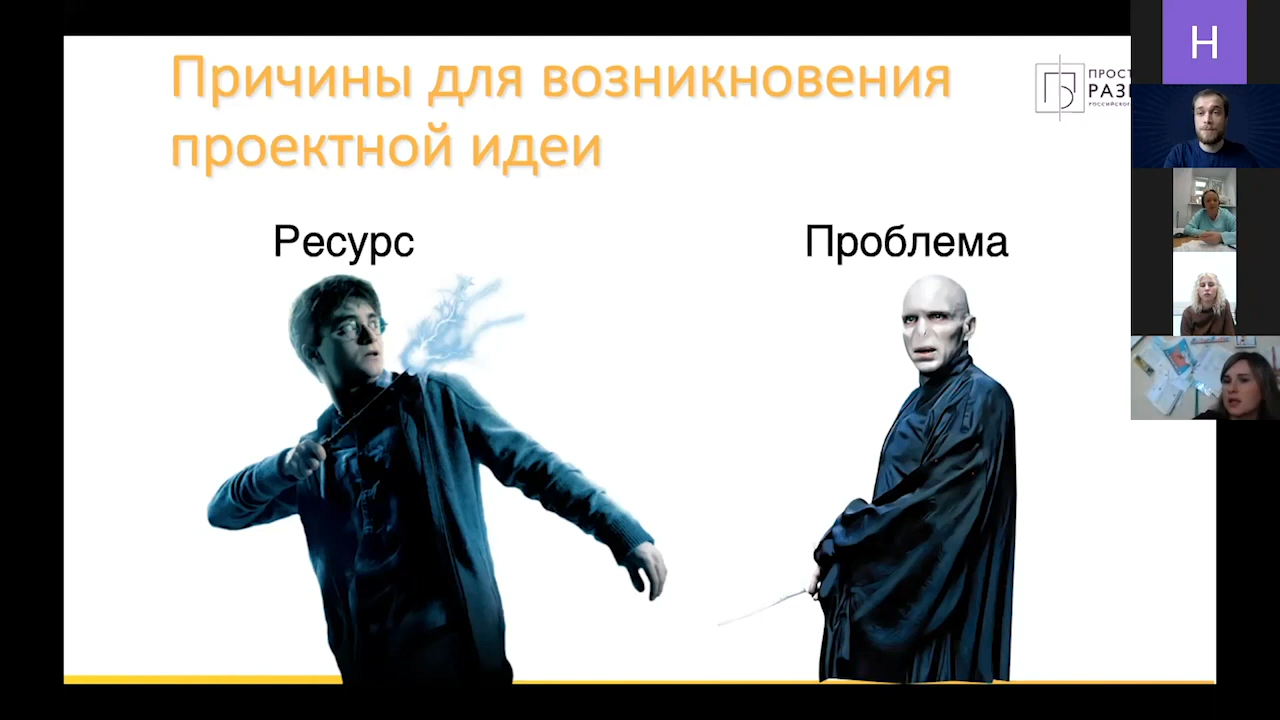 Причины для возникновения
проектной идеи
Ресурс
Проблема
Н